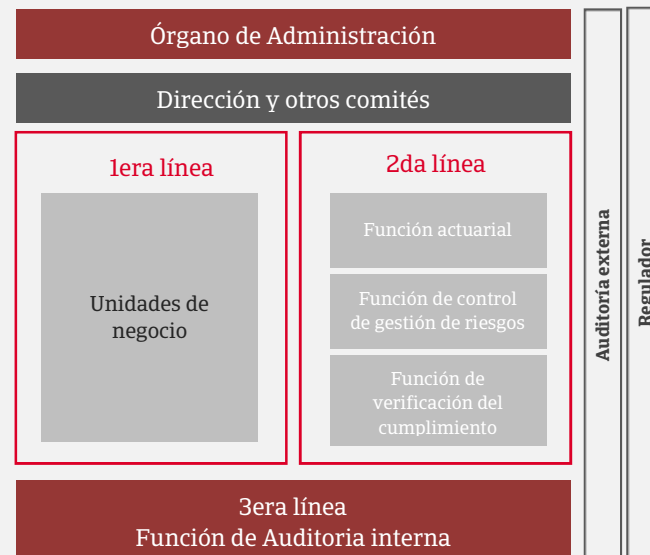 Órgano de Administración
Dirección y otros comités
1era línea
Unidades de
negocio
2da línea
Función actuarial
Función de control
de gestión de riesgos
Función de
verificación del
cumplimiento
3era línea
Función de Auditoria interna
Auditoría externa
Regulador